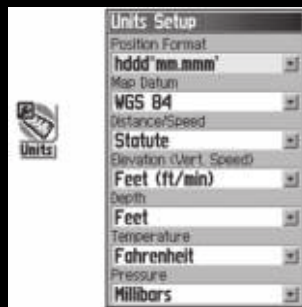 Units Setup
Position Format
hddd°mm.mmm'
Map Datum
WGS 84
Distance/Speed
Statute
Elevation (Vert. Speed)
Feet (ft/min)
Depth
Feet
Temperature
Fahrenheit
Pressure
Millibars
Units